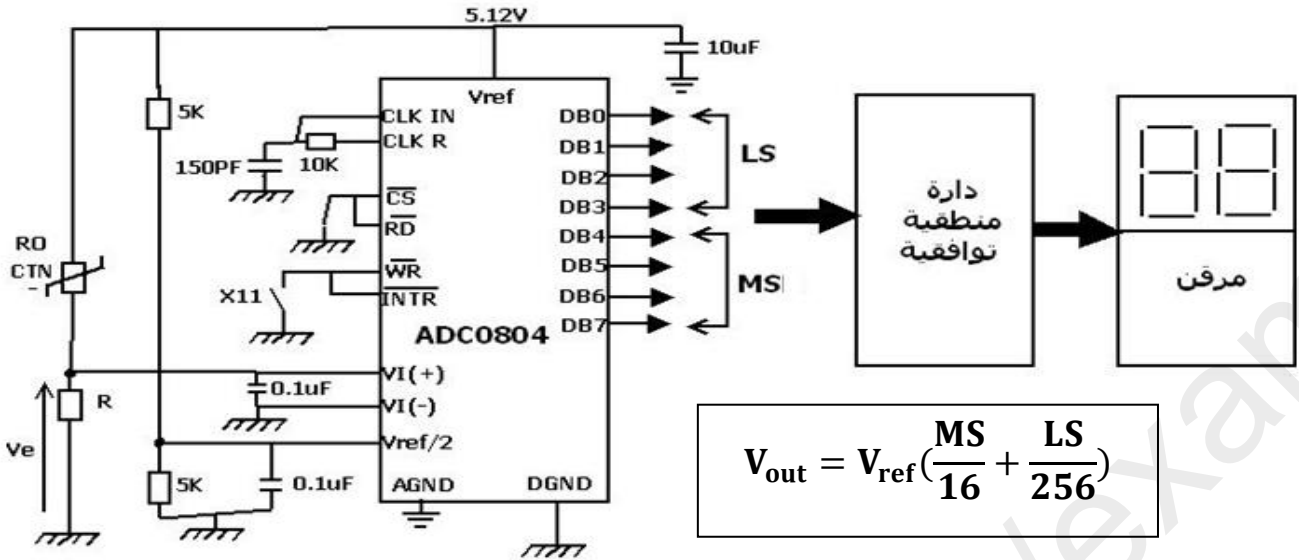 5.12V
10uF
5K
Vref
CLK IN
CLK R
150PF
10K
CS
RD
R0
CTN
-
X11
WR
INTR
ADC0804
VI(+)
0.1uF
VI(-)
R
Ve
Vref/2
5K
0.1uF
AGND
DGND
DB0
DB1
DB2
DB3
DB4
DB5
DB6
DB7
LS
MS
دارة
منطقية
توافقية
مرقن
V_out = V_ref(MS/16 + LS/256)
/exar